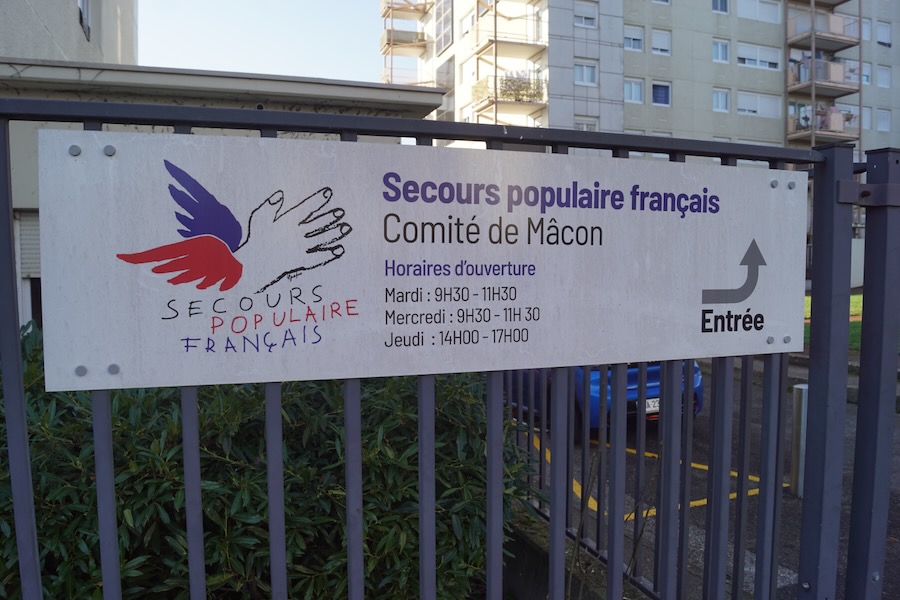 SECOURS
POPULAIRE
FRANÇAIS
Secours populaire français
Comité de Mâcon
Horaires d'ouverture
Mardi : 9H30 - 11H30
Mercredi : 9H30 - 11H 30
Jeudi : 14H00 - 17H00
Entrée